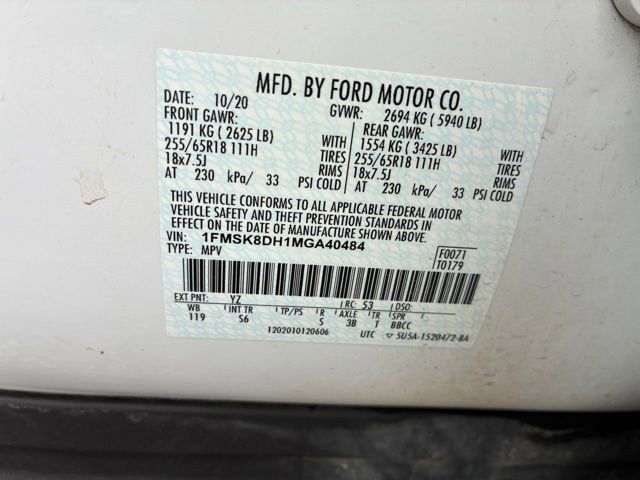 MFD. BY FORD MOTOR CO.
DATE: 10/20 GVWR: 2694 KG ( 5940 LB)
FRONT GAWR: REAR GAWR:
1191 KG ( 2625 LB) WITH 1554 KG ( 3425 LB) WITH
255/65R18 111H TIRES 255/65R18 111H TIRES
18x7.5J RIMS 18x7.5J RIMS
AT 230 kPa/ 33 PSI COLD AT 230 kPa/ 33 PSI COLD
THIS VEHICLE CONFORMS TO ALL APPLICABLE FEDERAL MOTOR
VEHICLE SAFETY AND THEFT PREVENTION STANDARDS IN EFFECT
ON THE DATE OF MANUFACTURE SHOWN ABOVE.
VIN: 1FMSK8DH1MGA40484
TYPE: MPV
F0071
T0179
EXT PNT: YZ RC: 53 DSO:
WB INT TR TP/PS R AXLE TR SPR
119 S6 S 3B T BBCC
1202010120606 UTC ▽ 5U5A-1520472-BA